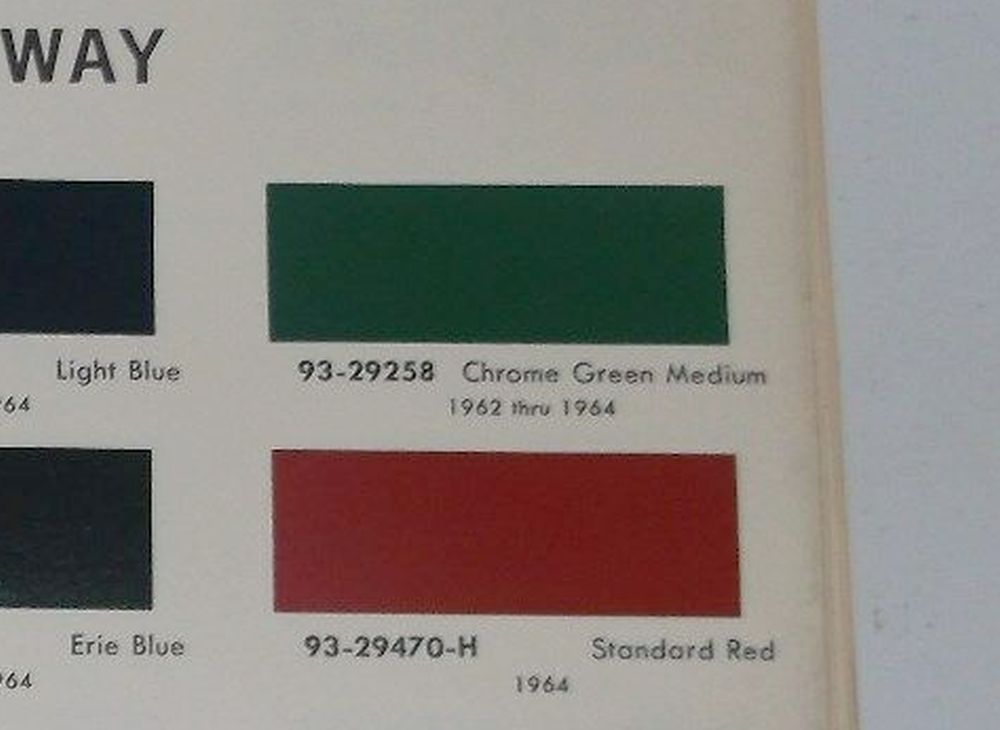 WAY
Light Blue
93-29258 Chrome Green Medium
64
1962 thru 1964
Erie Blue
93-29470-H Standard Red
964
1964